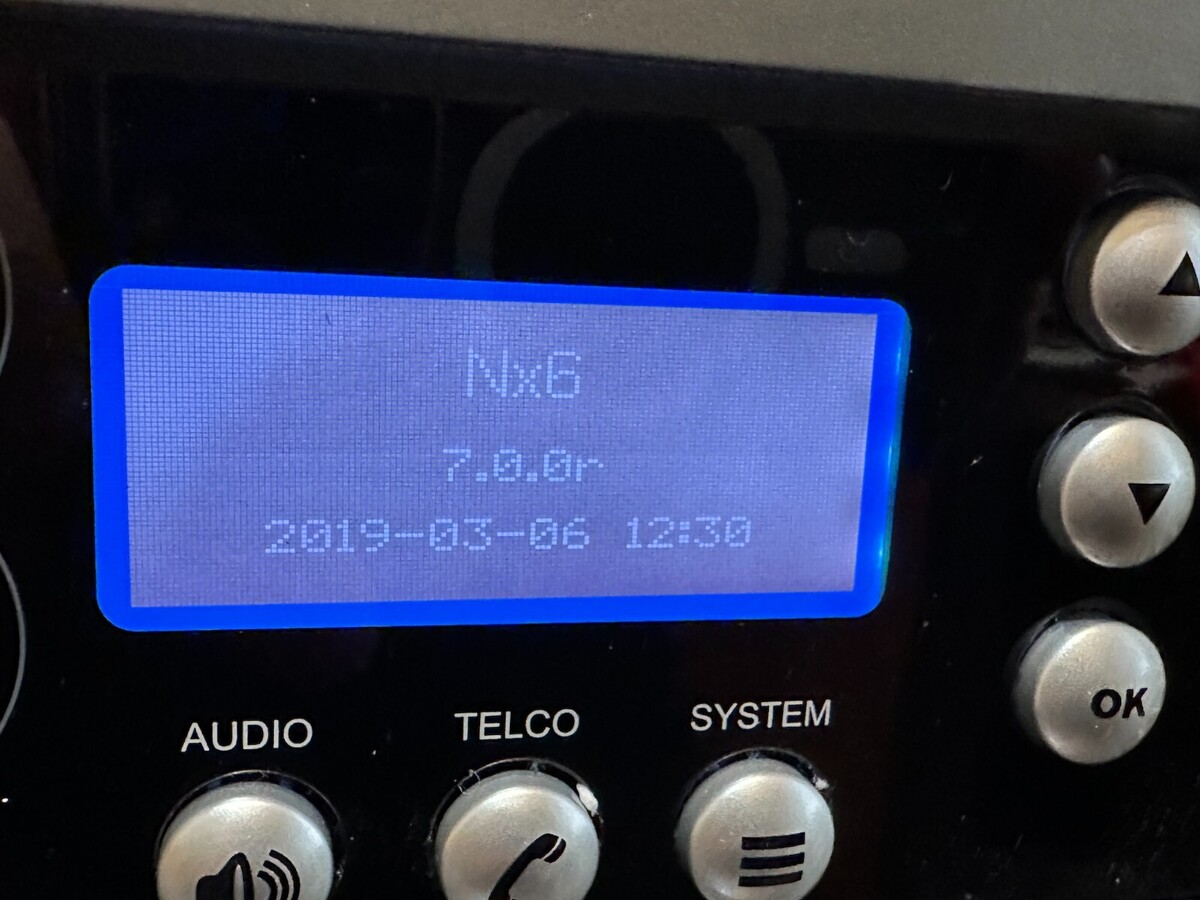 Nx6
7.0.0r
2019-03-06 12:30
AUDIO
TELCO
SYSTEM
OK